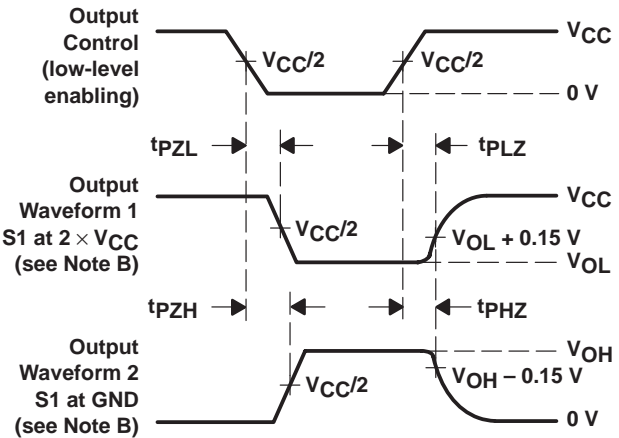 Output
Control
(low-level
enabling)
VCC
VCC/2
VCC/2
0 V
tPZL
tPLZ
Output
Waveform 1
S1 at 2 × VCC
(see Note B)
VCC
VCC/2
VOL + 0.15 V
VOL
tPZH
tPHZ
Output
Waveform 2
S1 at GND
(see Note B)
VOH
VCC/2
VOH – 0.15 V
0 V